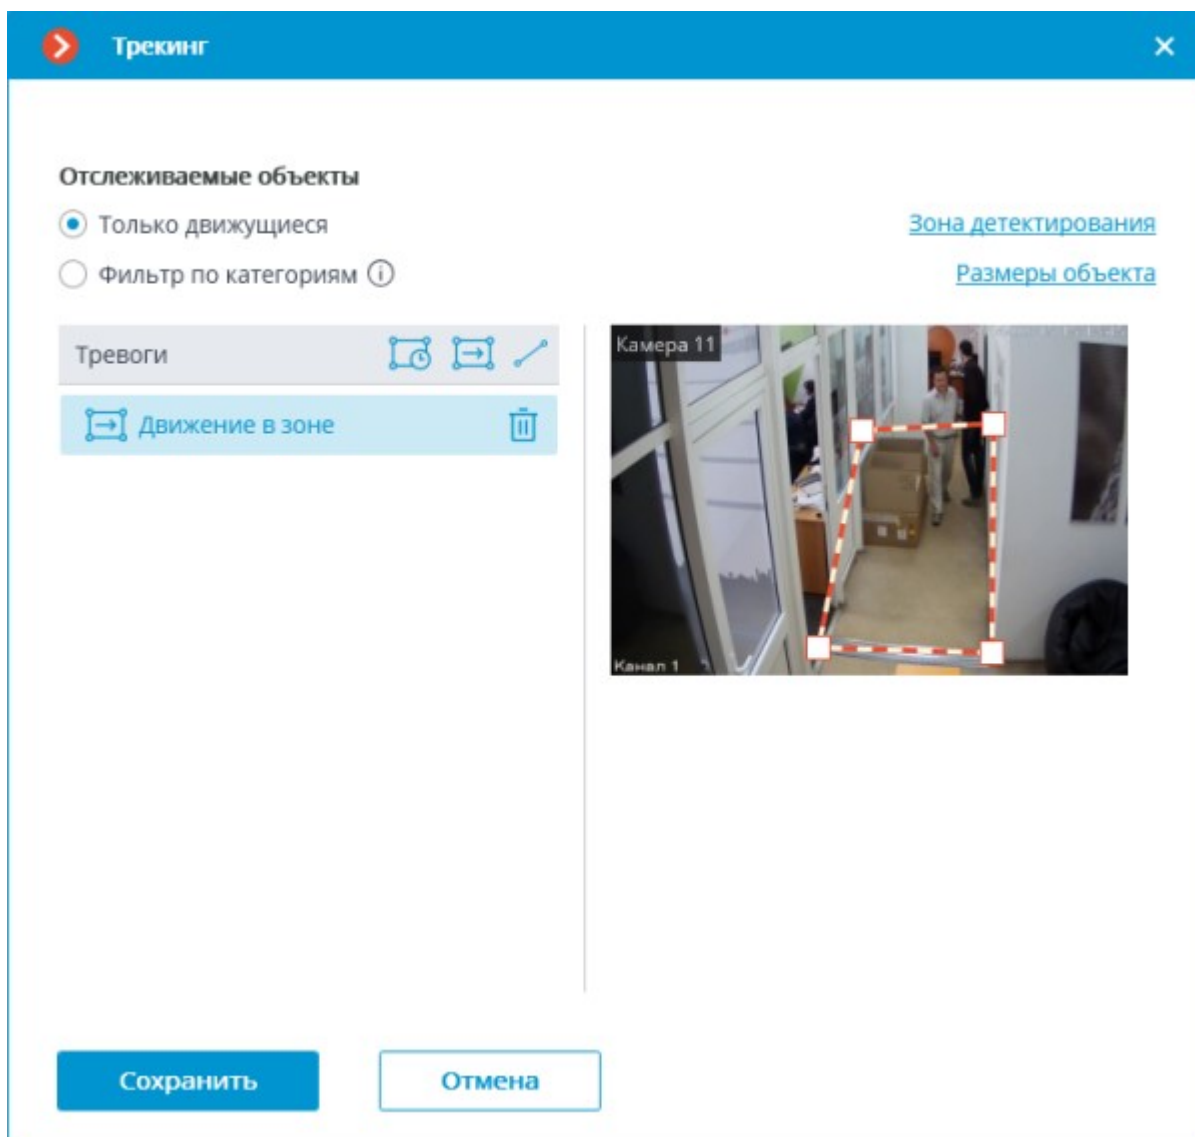 Трекинг
Отслеживаемые объекты
Только движущиеся
Зона детектирования
Фильтр по категориям
Размеры объекта
Тревоги
Камера 11
Движение в зоне
Канал 1
Сохранить
Отмена